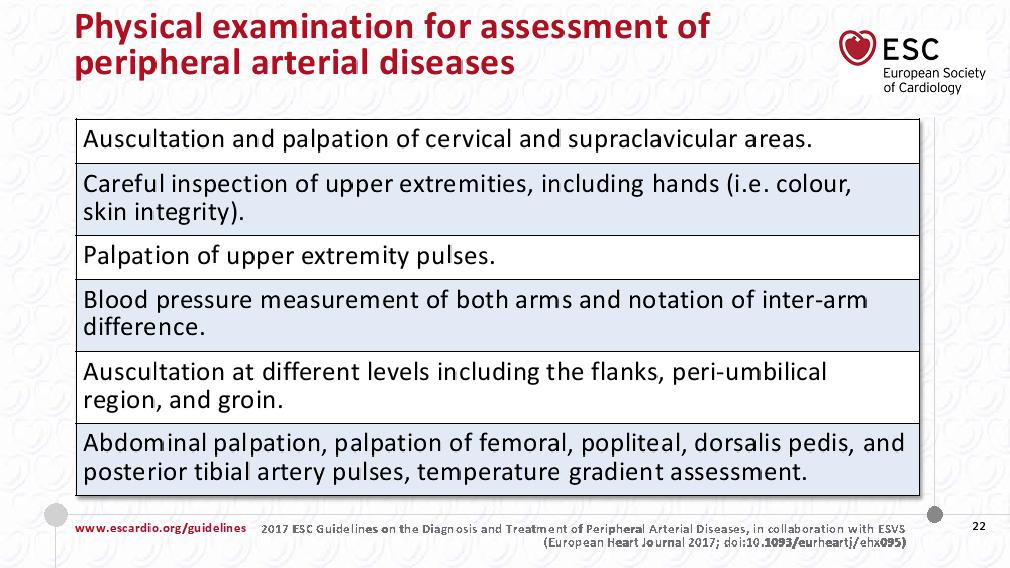 Physical examination for assessment of
peripheral arterial diseases
ESC
European Society
of Cardiology
Auscultation and palpation of cervical and supraclavicular areas.
Careful inspection of upper extremities, including hands (i.e. colour,
skin integrity).
Palpation of upper extremity pulses.
Blood pressure measurement of both arms and notation of inter-arm
difference.
Auscultation at different levels including the flanks, peri-umbilical
region, and groin.
Abdominal palpation, palpation of femoral, popliteal, dorsalis pedis, and
posterior tibial artery pulses, temperature gradient assessment.
www.escardio.org/guidelines
2017 ESC Guidelines on the Diagnosis and Treatment of Peripheral Arterial Diseases, in collaboration with ESVS
(European Heart Journal 2017; doi:10.1093/eurheartj/ehx095)
22